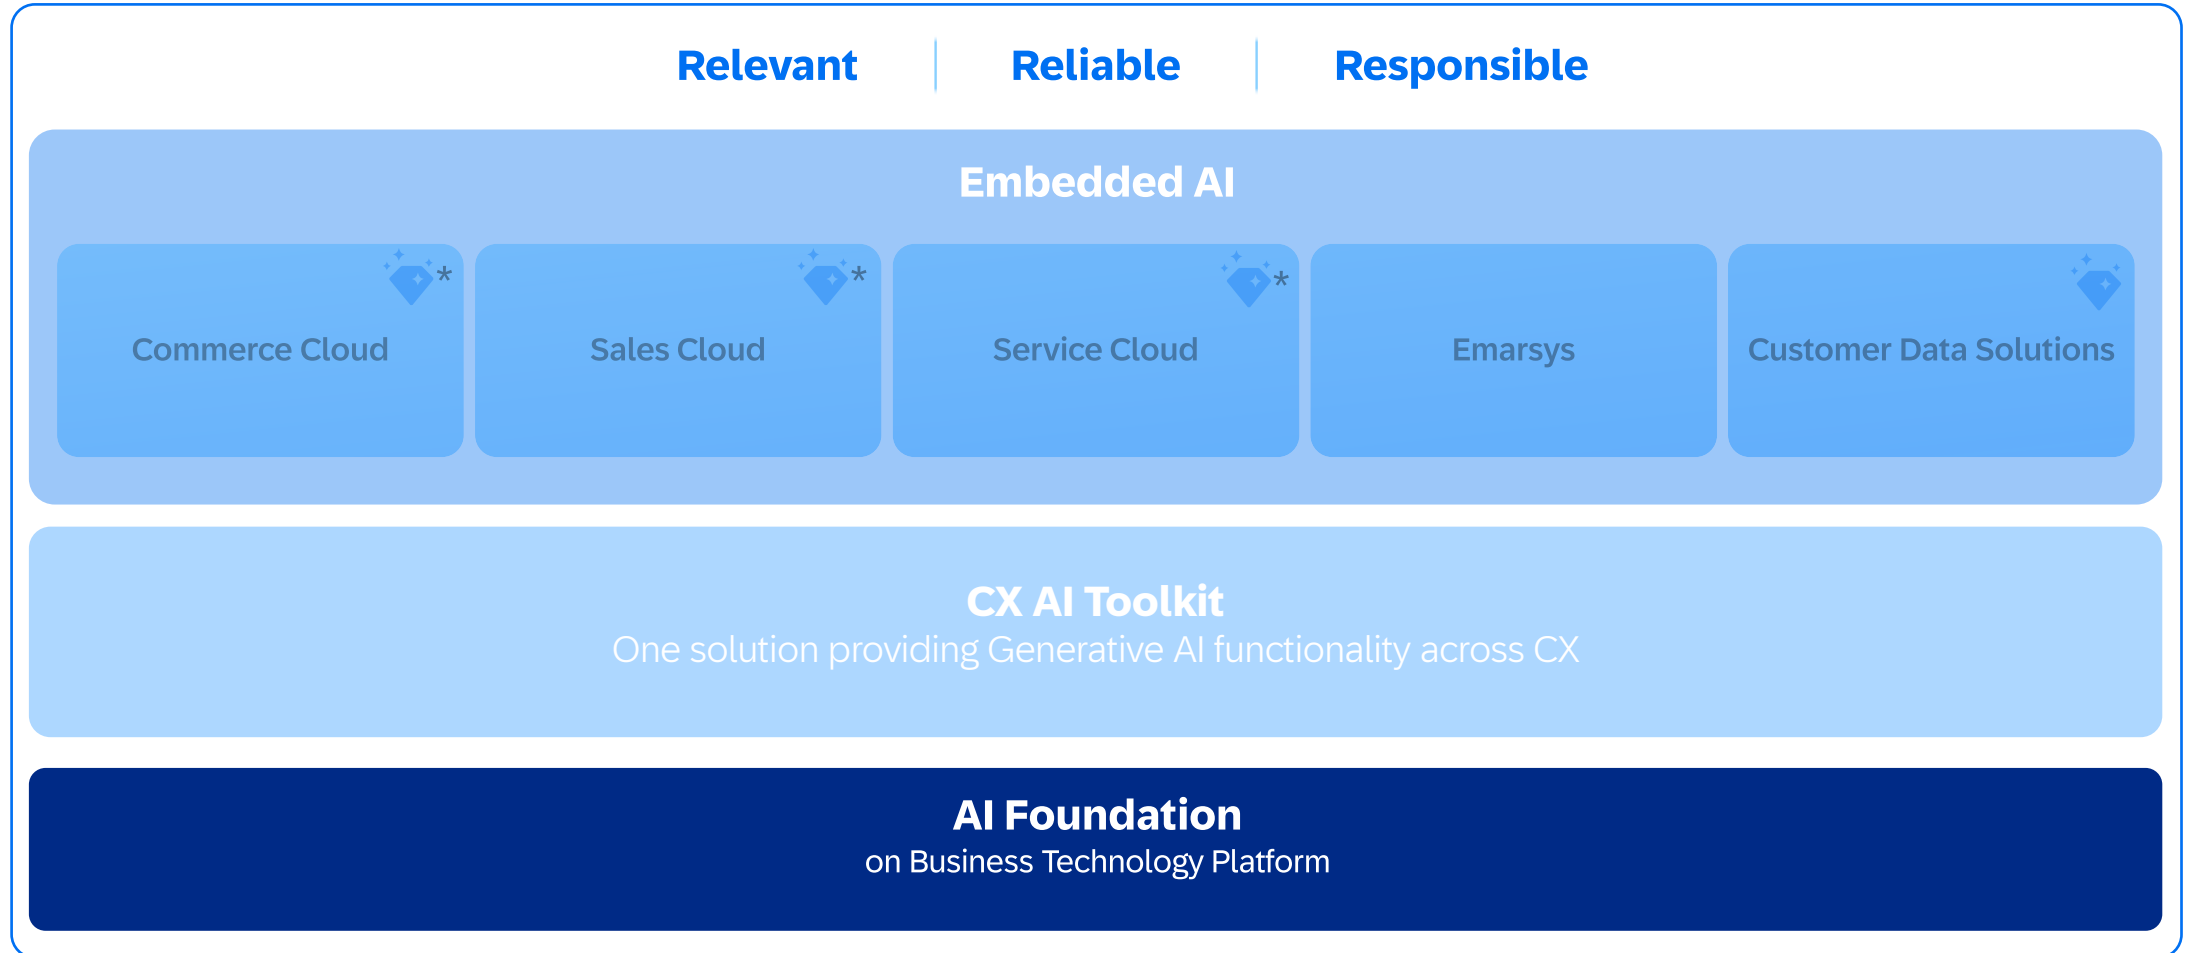 Relevant Reliable Responsible
Embedded AI
* * *
Commerce Cloud Sales Cloud Service Cloud Emarsys Customer Data Solutions
CX AI Toolkit
One solution providing Generative AI functionality across CX
AI Foundation
on Business Technology Platform